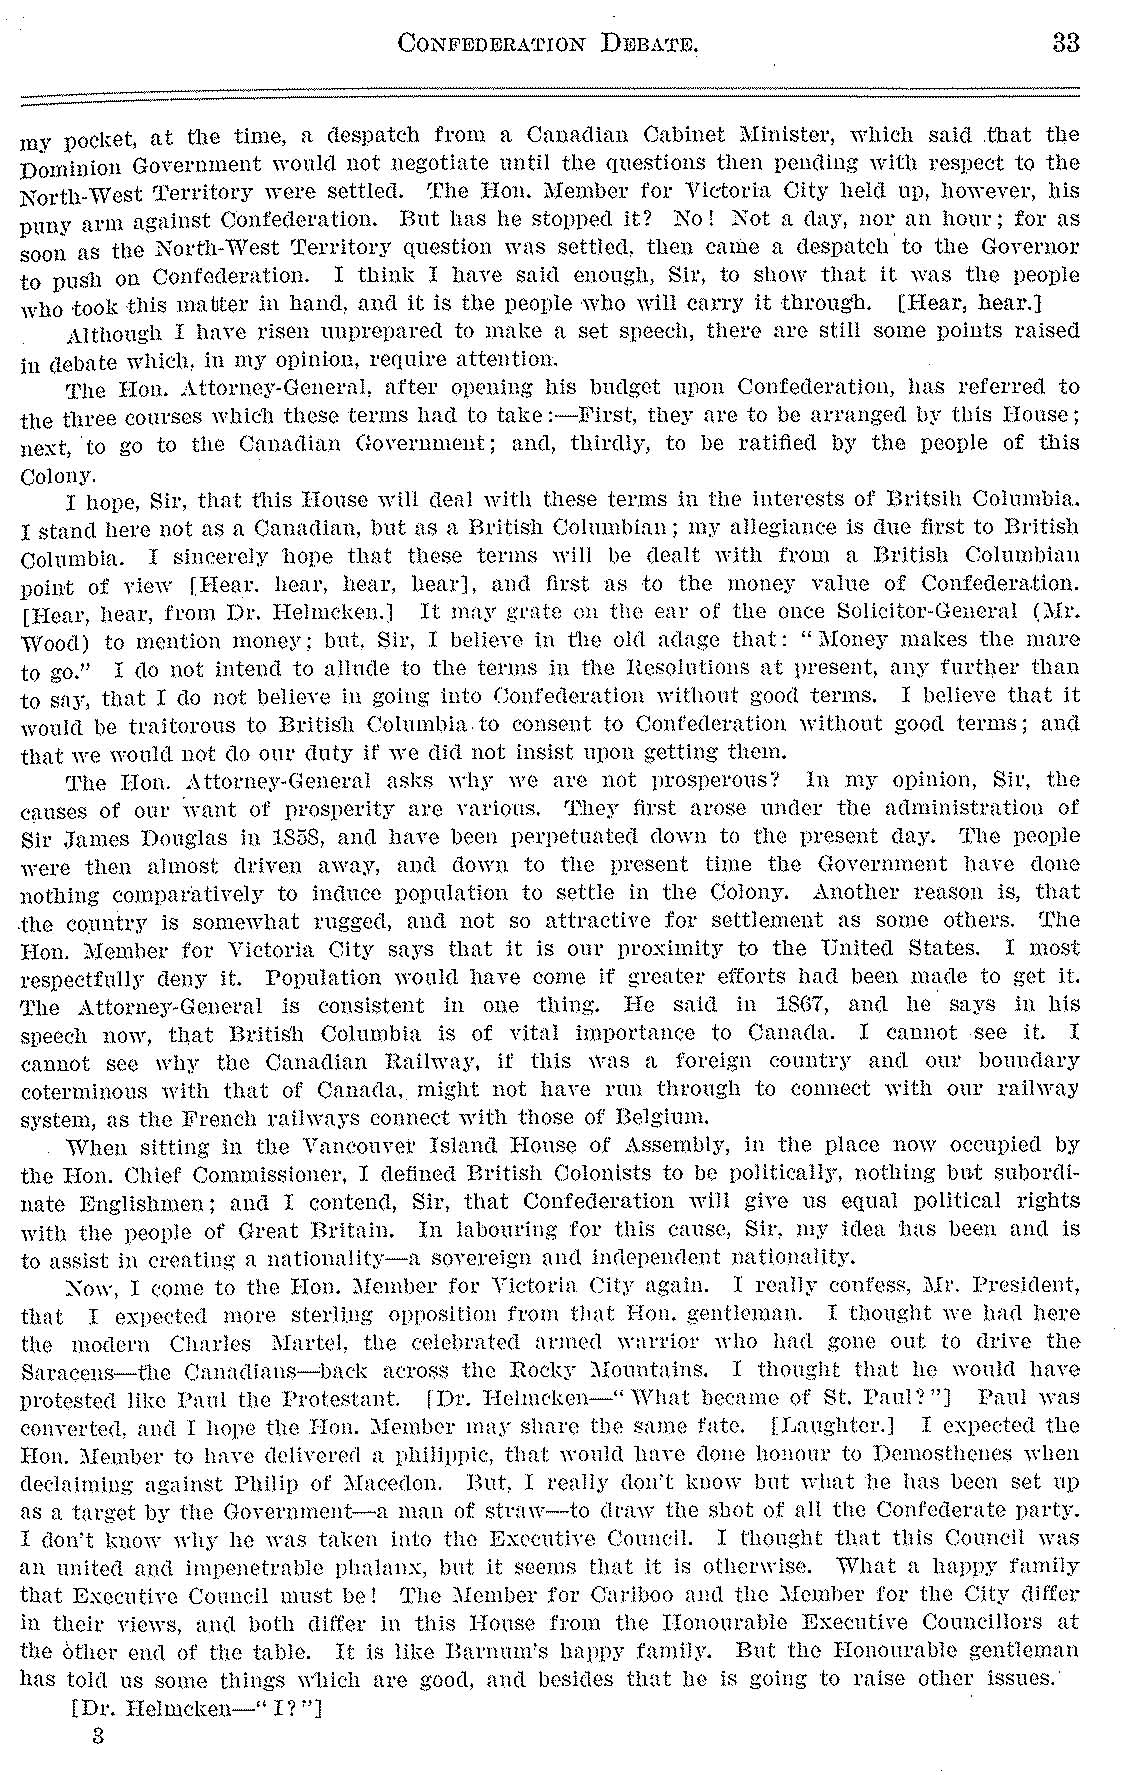 CONFEDERATION DEBATE. 33
my pocket, at the time, a despatch from a Canadian Cabinet Minister, which said that the
Dominion Government would not negotiate until the questions then pending with respect to the
North-West Territory were settled. The Hon. Member for Victoria City held up, however, his
puny arm against Confederation. But has he stopped it? No! Not a day, nor an hour; for as
soon as the North-West Territory question was settled, then came a despatch to the Governor
to push on Confederation. I think I have said enough, Sir, to show that it was the people
who took this matter in hand, and it is the people who will carry it through. [Hear, hear.]
Although I have risen unprepared to make a set speech, there are still some points raised
in debate which, in my opinion, require attention.
The Hon. Attorney-General, after opening his budget upon Confederation, has referred to
the three courses which these terms had to take:—First, they are to be arranged by this House;
next, to go to the Canadian Government; and, thirdly, to be ratified by the people of this
Colony.
I hope, Sir, that this House will deal with these terms in the interests of Britsih Columbia.
I stand here not as a Canadian, but as a British Columbian; my allegiance is due first to British
Columbia. I sincerely hope that these terms will be dealt with from a British Columbian
point of view [Hear. hear, hear, hear], and first as to the money value of Confederation.
[Hear, hear, from Dr. Helmcken.] It may grate on the ear of the once Solicitor-General (Mr.
Wood) to mention money; but, Sir, I believe in the old adage that: "Money makes the mare
to go." I do not intend to allude to the terms in the Resolutions at present, any further than
to say, that I do not believe in going into Confederation without good terms. I believe that it
would be traitorous to British Columbia to consent to Confederation without good terms; and
that we would not do our duty if we did not insist upon getting them.
The Hon. Attorney-General asks why we are not prosperous? In my opinion, Sir, the
causes of our want of prosperity are various. They first arose under the administration of
Sir James Douglas in 1858, and have been perpetuated down to the present day. The people
were then almost driven away, and down to the present time the Government have done
nothing comparatively to induce population to settle in the Colony. Another reason is, that
the country is somewhat rugged, and not so attractive for settlement as some others. The
Hon. Member for Victoria City says that it is our proximity to the United States. I most
respectfully deny it. Population would have come if greater efforts had been made to get it.
The Attorney-General is consistent in one thing. He said in 1867, and he says in his
speech now, that British Columbia is of vital importance to Canada. I cannot see it. I
cannot see why the Canadian Railway, if this was a foreign country and our boundary
coterminous with that of Canada, might not have run through to connect with our railway
system, as the French railways connect with those of Belgium.
When sitting in the Vancouver Island House of Assembly, in the place now occupied by
the Hon. Chief Commissioner, I defined British Colonists to be politically, nothing but subordi-
nate Englishmen; and I contend, Sir, that Confederation will give us equal political rights
with the people of Great Britain. In labouring for this cause, Sir, my idea has been and is
to assist in creating a nationality—a sovereign and independent nationality.
Now, I come to the Hon. Member for Victoria City again. I really confess, Mr. President,
that I expected more sterling opposition from that Hon. gentleman. I thought we had here
the modern Charles Martel, the celebrated armed warrior who had gone out to drive the
Saracens—the Canadians—back across the Rocky Mountains. I thought that he would have
protested like Paul the Protestant. [Dr. Helmcken—"What became of St. Paul?"] Paul was
converted, and I hope the Hon. Member may share the same fate. [Laughter.] I expected the
Hon. Member to have delivered a philippic, that would have done honour to Demosthenes when
declaiming against Philip of Macedon. But, I really don't know but what he has been set up
as a target by the Government—a man of straw—to draw the shot of all the Confederate party.
I don't know why he was taken into the Executive Council. I thought that this Council was
an united and impenetrable phalanx, but it seems that it is otherwise. What a happy family
that Executive Council must be! The Member for Cariboo and the Member for the City differ
in their views, and both differ in this House from the Honourable Executive Councillors at
the other end of the table. It is like Barnum's happy family. But the Honourable gentleman
has told us some things which are good, and besides that he is going to raise other issues.
[Dr. Helmcken—"I?"]
3